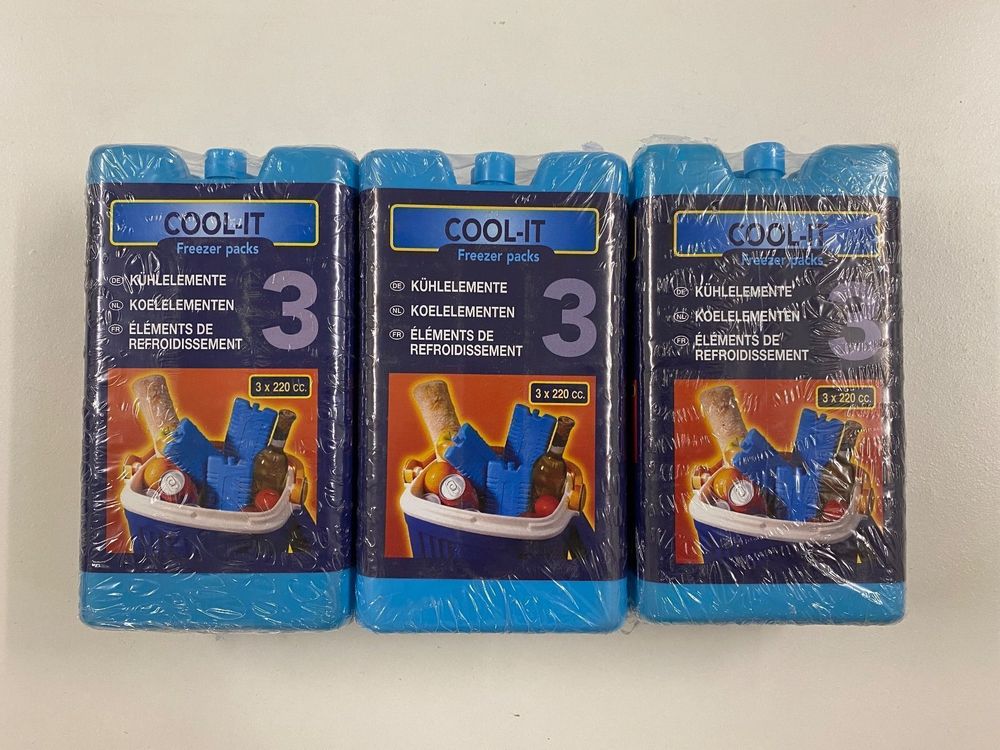 COOL-IT
Freezer packs
DE KÜHLELEMENTE
NL KOELELEMENTEN
FR ÉLÉMENTS DE
REFROIDISSEMENT
3
3 x 220 cc.
COOL-IT
Freezer packs
DE KÜHLELEMENTE
NL KOELELEMENTEN
FR ÉLÉMENTS DE
REFROIDISSEMENT
3
3 x 220 cc.
COOL-IT
Freezer packs
DE KÜHLELEMENTE
NL KOELELEMENTEN
FR ÉLÉMENTS DE
REFROIDISSEMENT
3
3 x 220 cc.